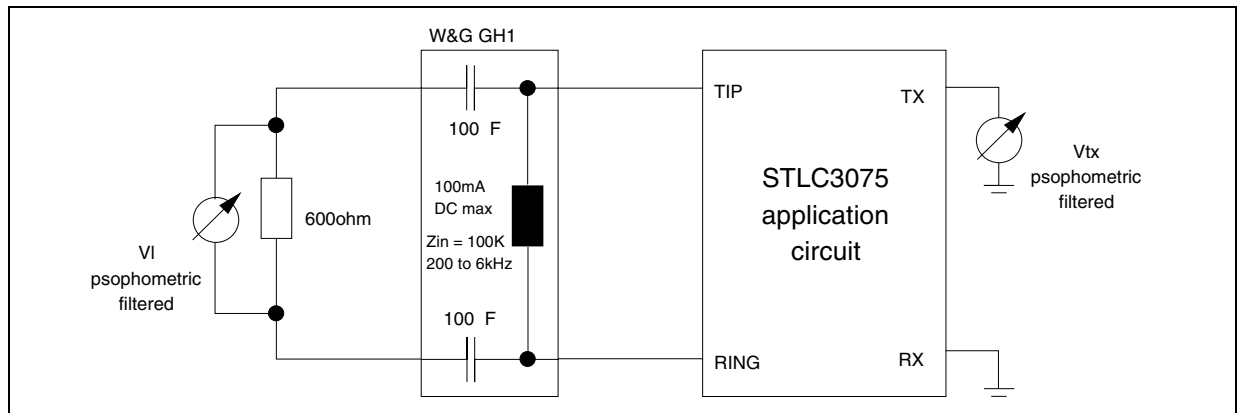 W&G GH1
100 F
TIP
TX
100mA
DC max
Zin = 100K
200 to 6kHz
600ohm
Vl
psophometric
filtered
STLC3075
application
circuit
Vtx
psophometric
filtered
100 F
RING
RX